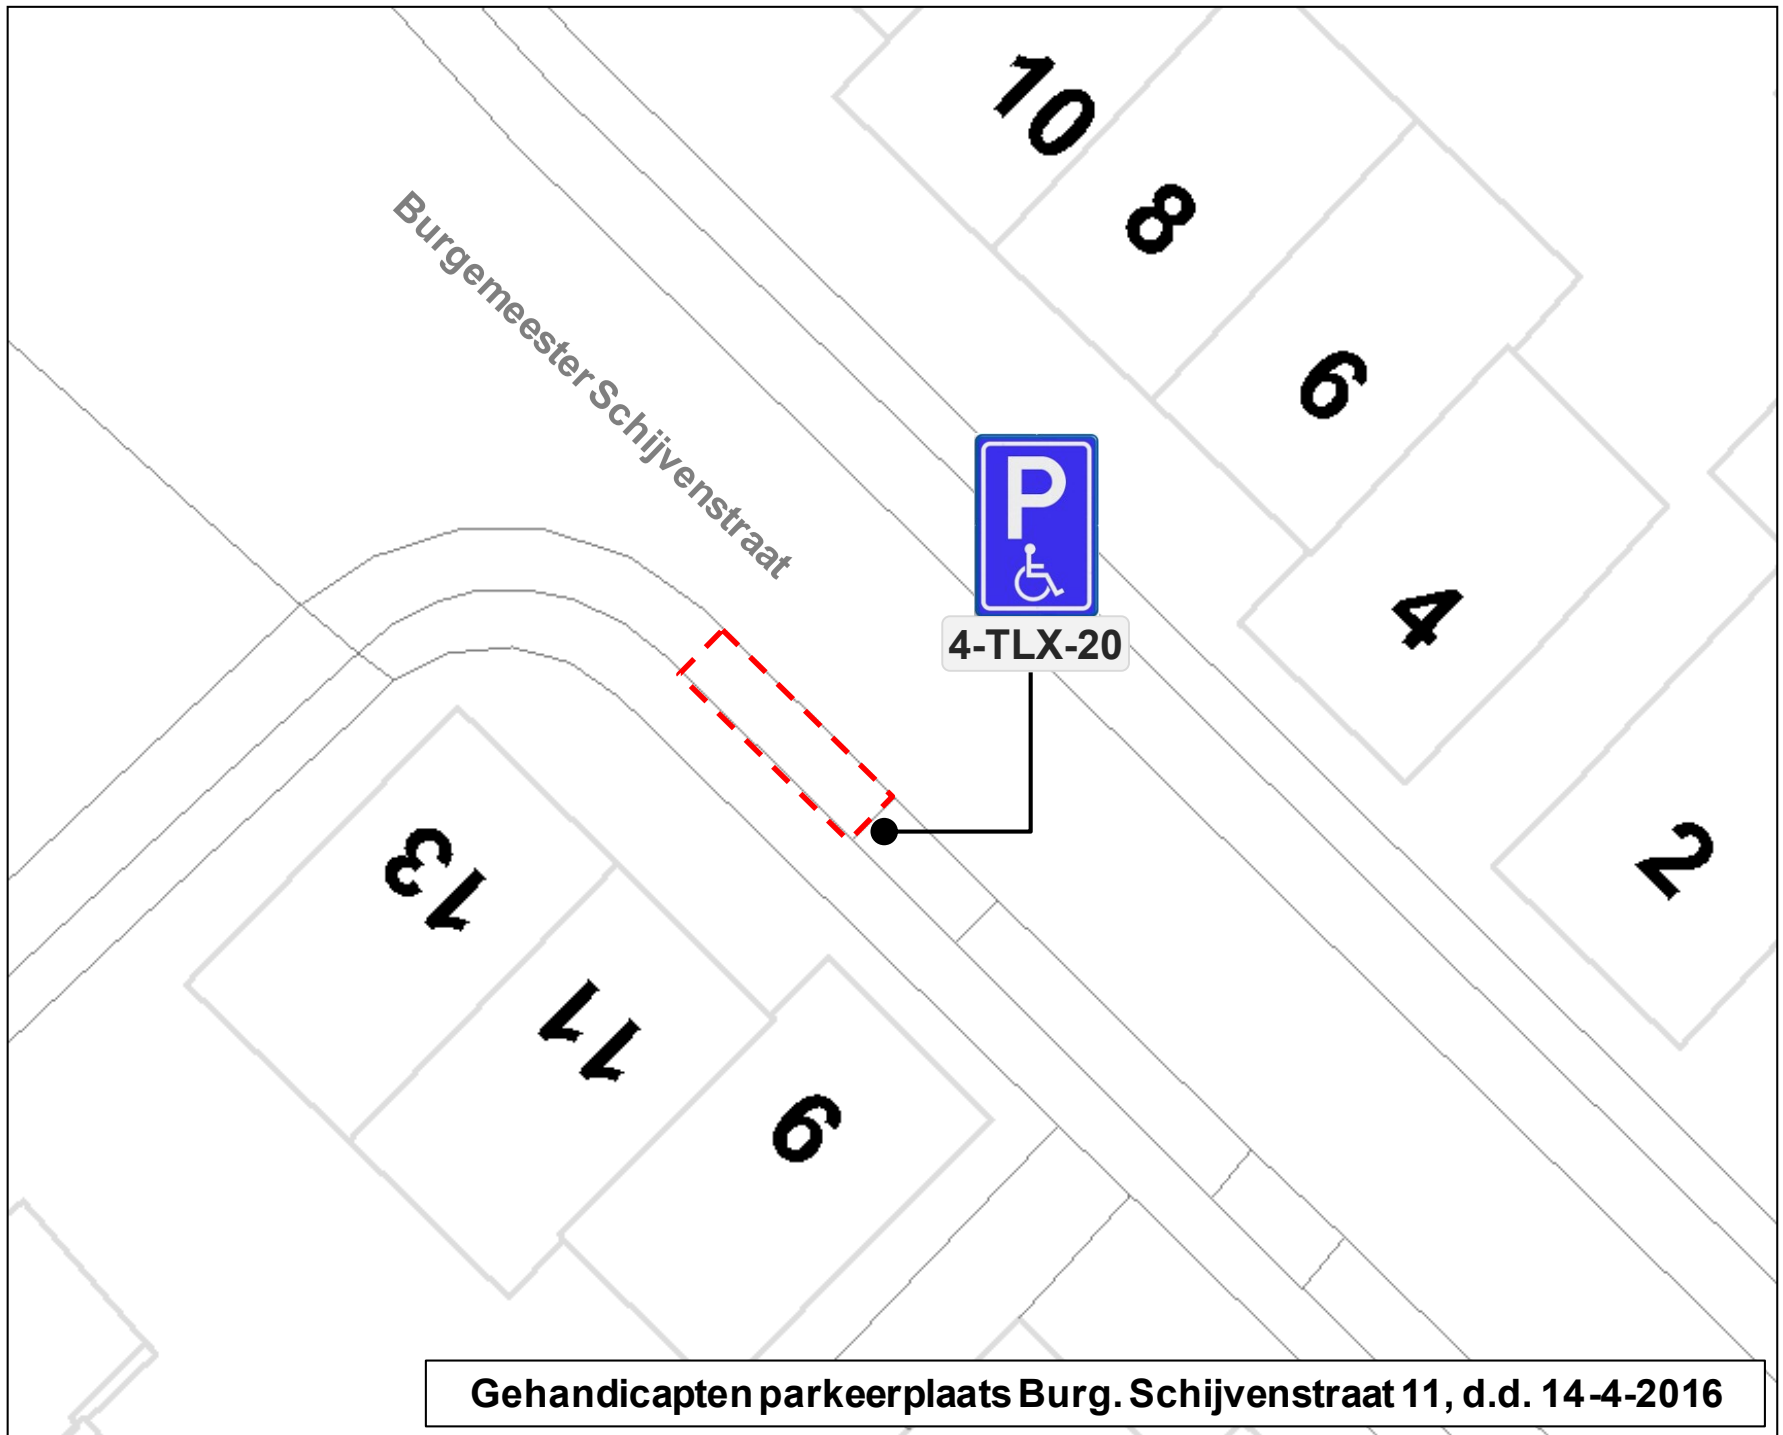 10
8
Burgemeester Schijvenstraat
6
P
4-TLX-20
4
2
13
11
9
Gehandicapten parkeerplaats Burg. Schijvenstraat 11, d.d. 14-4-2016